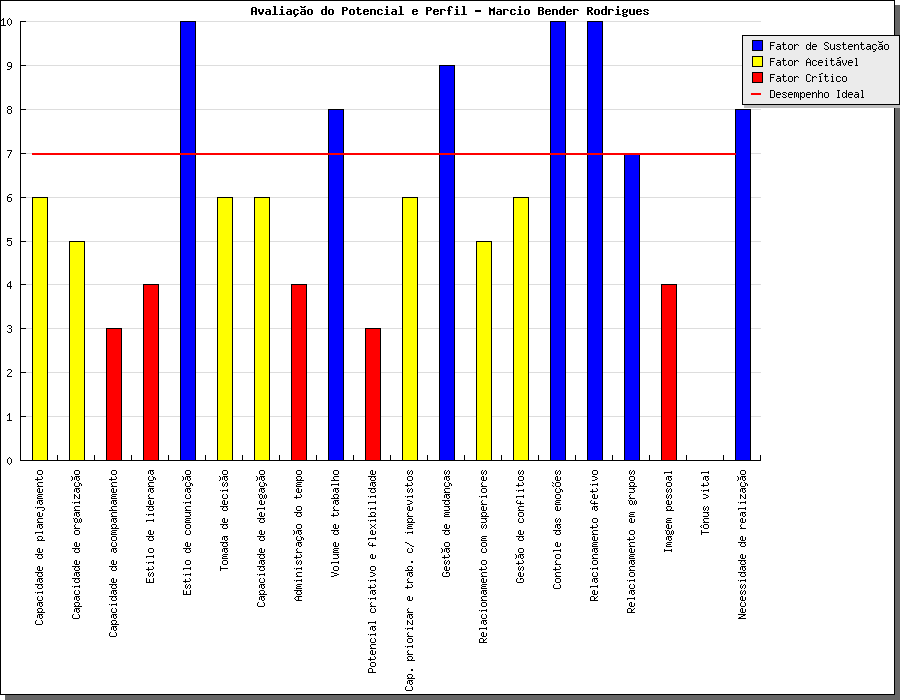 Avaliação do Potencial e Perfil - Marcio Bender Rodrigues
Fator de Sustentação
Fator Aceitável
Fator Crítico
Desempenho Ideal
10
9
8
7
6
5
4
3
2
1
0
Capacidade de planejamento
Capacidade de organização
Capacidade de acompanhamento
Estilo de liderança
Estilo de comunicação
Tomada de decisão
Capacidade de delegação
Administração do tempo
Volume de trabalho
Potencial criativo e flexibilidade
Cap. priorizar e trab. c/ imprevistos
Gestão de mudanças
Relacionamento com superiores
Gestão de conflitos
Controle das emoções
Relacionamento afetivo
Relacionamento em grupos
Imagem pessoal
Tônus vital
Necessidade de realização